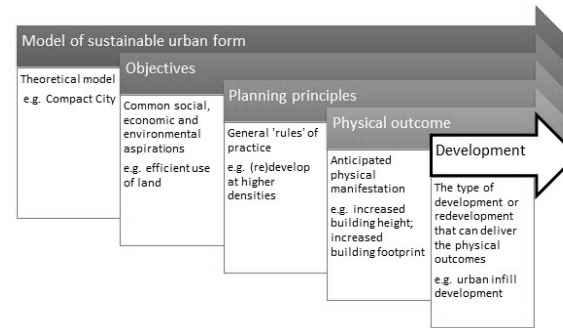 Model of sustainable urban form
Theoretical model
e.g. Compact City
Objectives
Common social,
economic and
environmental
aspirations
e.g. efficient use
of land
Planning principles
General 'rules' of
practice
e.g. (re)develop
at higher
densities
Physical outcome
Anticipated
physical
manifestation
e.g. increased
building height;
increased
building footprint
Development
The type of
development or
redevelopment
that can deliver
the physical
outcomes
e.g. urban infill
development